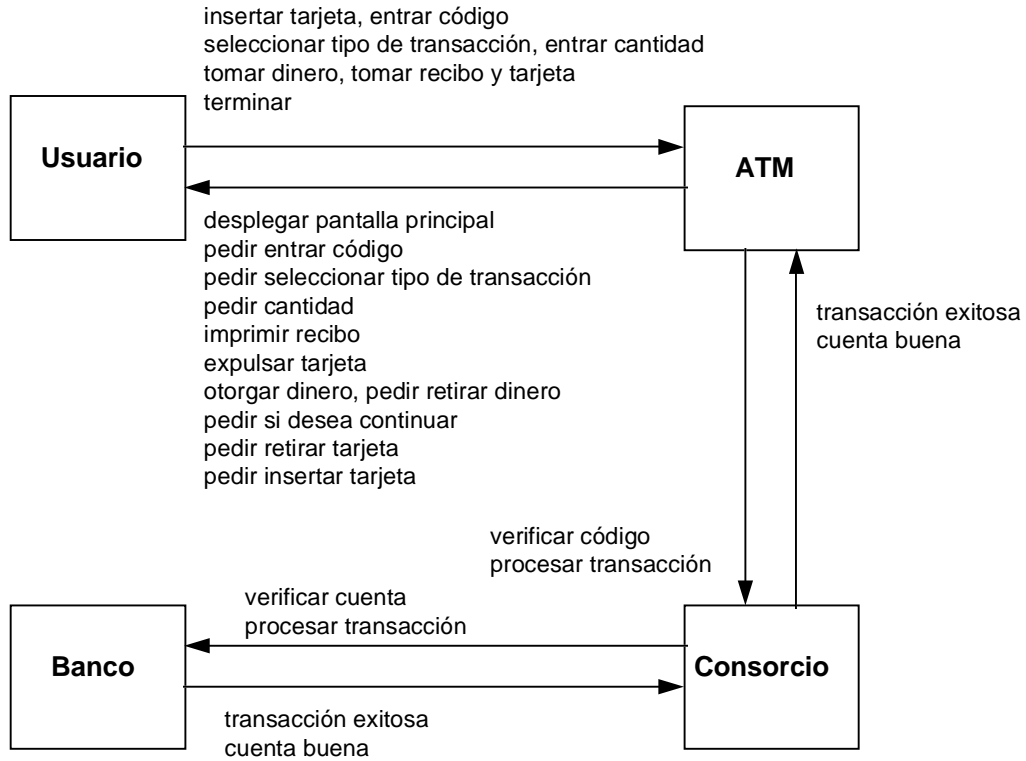 insertar tarjeta, entrar código
seleccionar tipo de transacción, entrar cantidad
tomar dinero, tomar recibo y tarjeta
terminar
Usuario
ATM
desplegar pantalla principal
pedir entrar código
pedir seleccionar tipo de transacción
pedir cantidad
imprimir recibo
expulsar tarjeta
otorgar dinero, pedir retirar dinero
pedir si desea continuar
pedir retirar tarjeta
pedir insertar tarjeta
transacción exitosa
cuenta buena
verificar código
procesar transacción
verificar cuenta
procesar transacción
Banco
Consorcio
transacción exitosa
cuenta buena